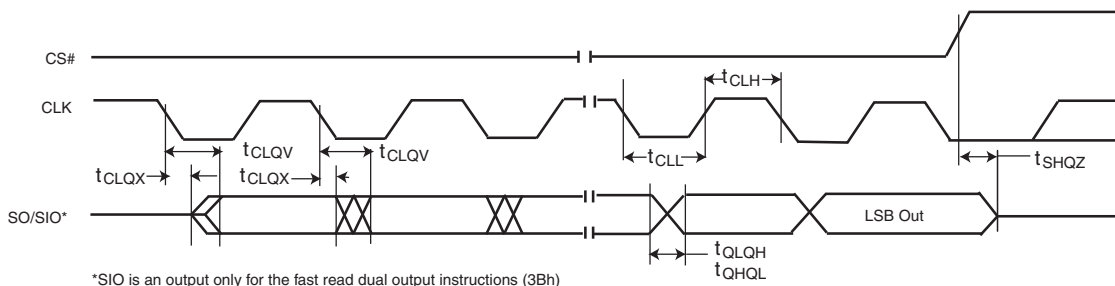 CS#
tCLH
CLK
tCLQV
tCLQV
tCLL
tSHQZ
tCLQX
tCLQX
SO/SIO*
LSB Out
tQLQH
tQHQL
*SIO is an output only for the fast read dual output instructions (3Bh)